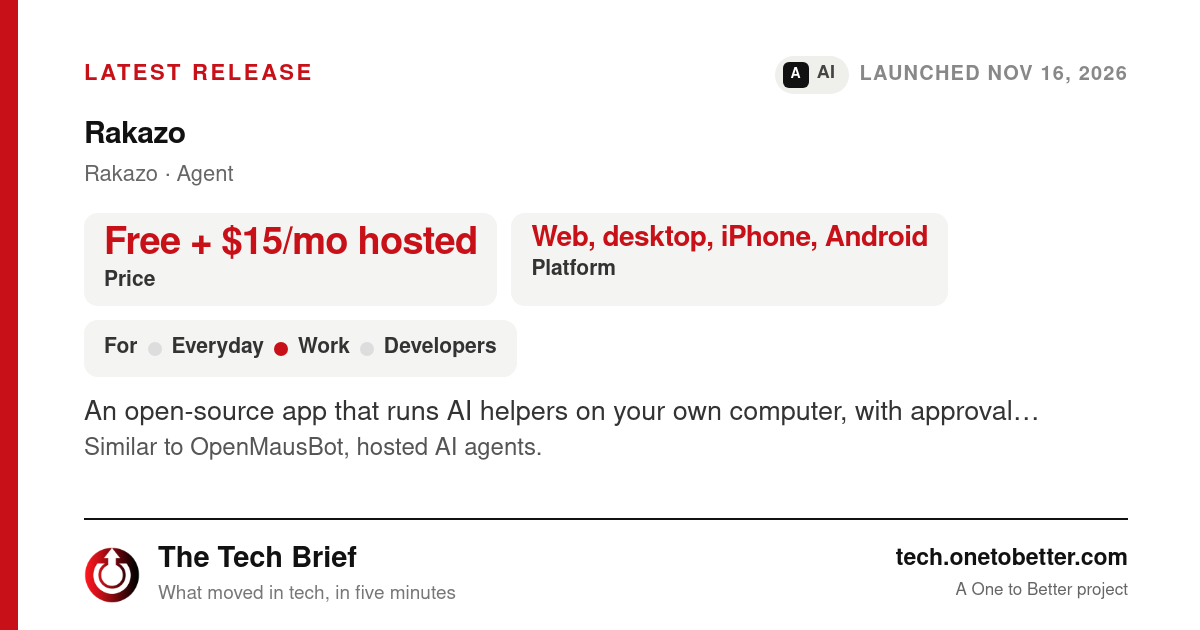 LATEST RELEASE
A AI LAUNCHED NOV 16, 2026
Rakazo
Rakazo · Agent
Free + $15/mo hosted
Price
Web, desktop, iPhone, Android
Platform
For Everyday Work Developers
An open-source app that runs AI helpers on your own computer, with approval…
Similar to OpenMausBot, hosted AI agents.
The Tech Brief
What moved in tech, in five minutes
tech.onetobetter.com
A One to Better project